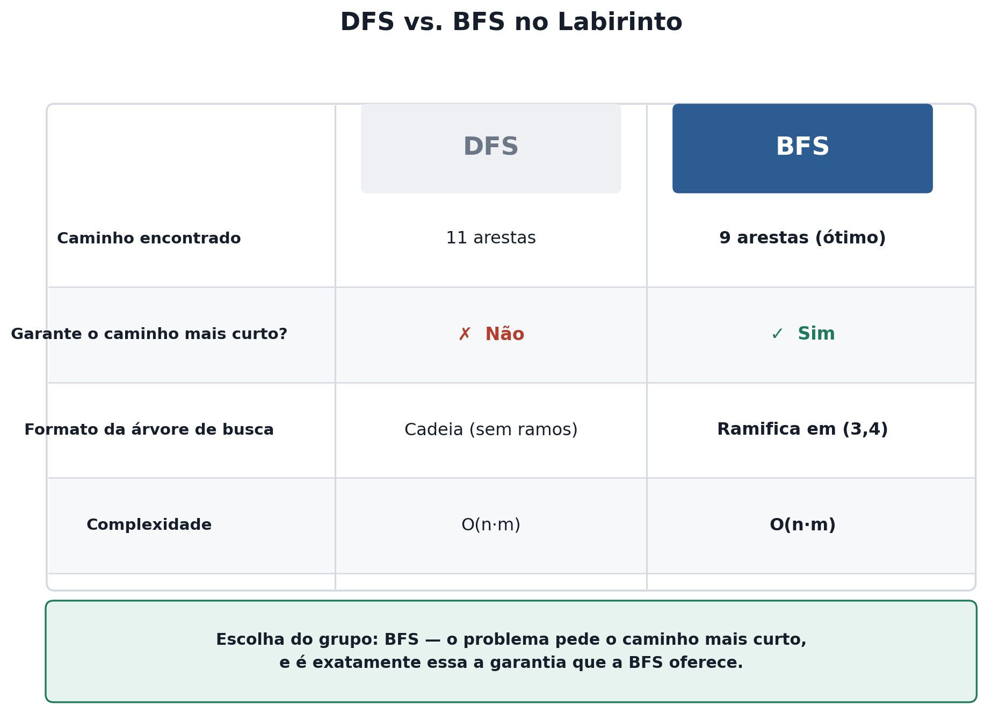 DFS vs. BFS no Labirinto
DFS
BFS
Caminho encontrado
11 arestas
9 arestas (ótimo)
Garante o caminho mais curto?
✗ Não
✓ Sim
Formato da árvore de busca
Cadeia (sem ramos)
Ramifica em (3,4)
Complexidade
O(n·m)
O(n·m)
Escolha do grupo: BFS — o problema pede o caminho mais curto,
e é exatamente essa a garantia que a BFS oferece.